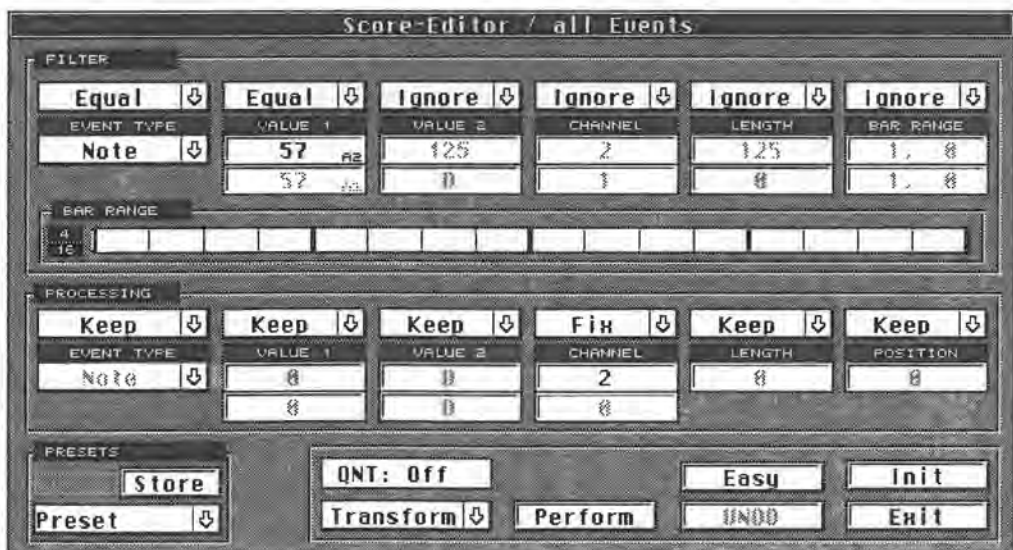 Score-Editor / all Events
FILTER
Equal Equal Ignore Ignore Ignore Ignore
EVENT TYPE VALUE 1 VALUE 2 CHANNEL LENGTH BAR RANGE
Note 57 A2 125 2 125 1, 0
57 0 1 0 1, 0
BAR RANGE
4
16
PROCESSING
Keep Keep Keep Fix Keep Keep
EVENT TYPE VALUE 1 VALUE 2 CHANNEL LENGTH POSITION
Note 0 0 2 0 0
0 0 0
PRESETS
Store
Preset
QNT: Off Easy Init
Transform Perform UNDO Exit